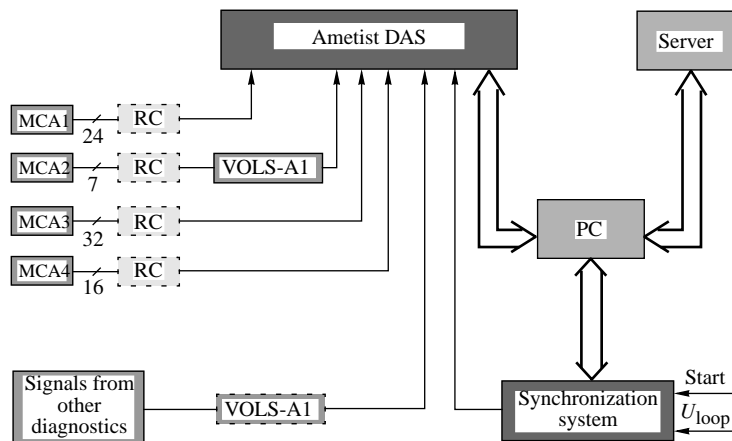 Ametist DAS
Server
MCA1
24
RC
MCA2
7
RC
VOLS-A1
MCA3
32
RC
PC
MCA4
16
RC
Signals from
other
diagnostics
VOLS-A1
Synchronization
system
Start
Uloop